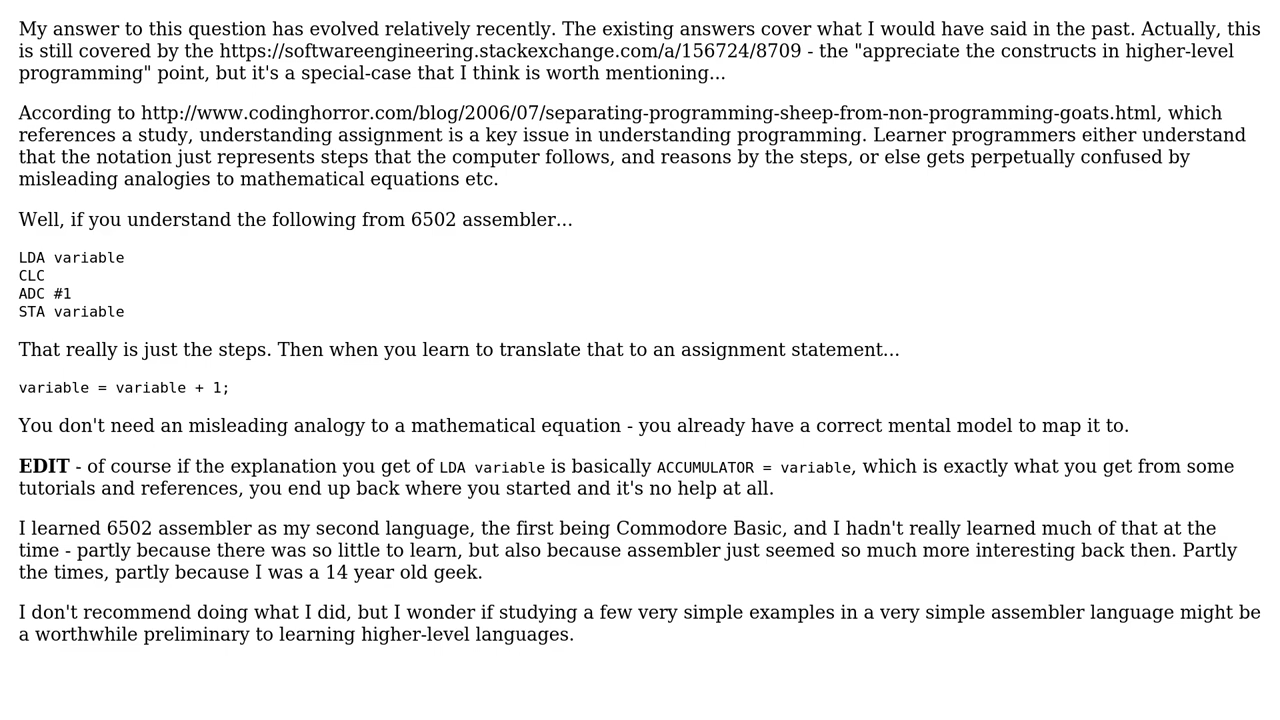 My answer to this question has evolved relatively recently. The existing answers cover what I would have said in the past. Actually, this
is still covered by the https://softwareengineering.stackexchange.com/a/156724/8709 - the "appreciate the constructs in higher-level
programming" point, but it's a special-case that I think is worth mentioning...
According to http://www.codinghorror.com/blog/2006/07/separating-programming-sheep-from-non-programming-goats.html, which
references a study, understanding assignment is a key issue in understanding programming. Learner programmers either understand
that the notation just represents steps that the computer follows, and reasons by the steps, or else gets perpetually confused by
misleading analogies to mathematical equations etc.
Well, if you understand the following from 6502 assembler...
LDA variable
CLC
ADC #1
STA variable
That really is just the steps. Then when you learn to translate that to an assignment statement...
variable = variable + 1;
You don't need an misleading analogy to a mathematical equation - you already have a correct mental model to map it to.
EDIT - of course if the explanation you get of LDA variable is basically ACCUMULATOR = variable, which is exactly what you get from some
tutorials and references, you end up back where you started and it's no help at all.
I learned 6502 assembler as my second language, the first being Commodore Basic, and I hadn't really learned much of that at the
time - partly because there was so little to learn, but also because assembler just seemed so much more interesting back then. Partly
the times, partly because I was a 14 year old geek.
I don't recommend doing what I did, but I wonder if studying a few very simple examples in a very simple assembler language might be
a worthwhile preliminary to learning higher-level languages.